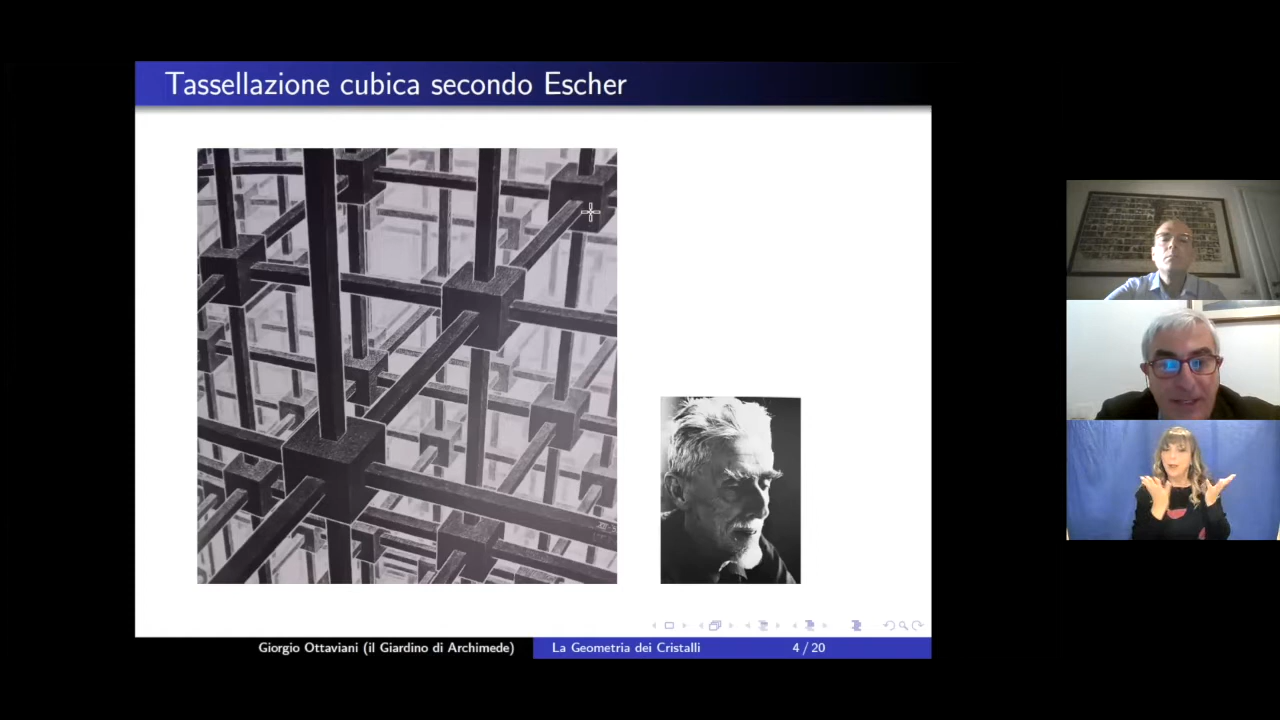 Tassellazione cubica secondo Escher
Giorgio Ottaviani (il Giardino di Archimede)
La Geometria dei Cristalli
4 / 20